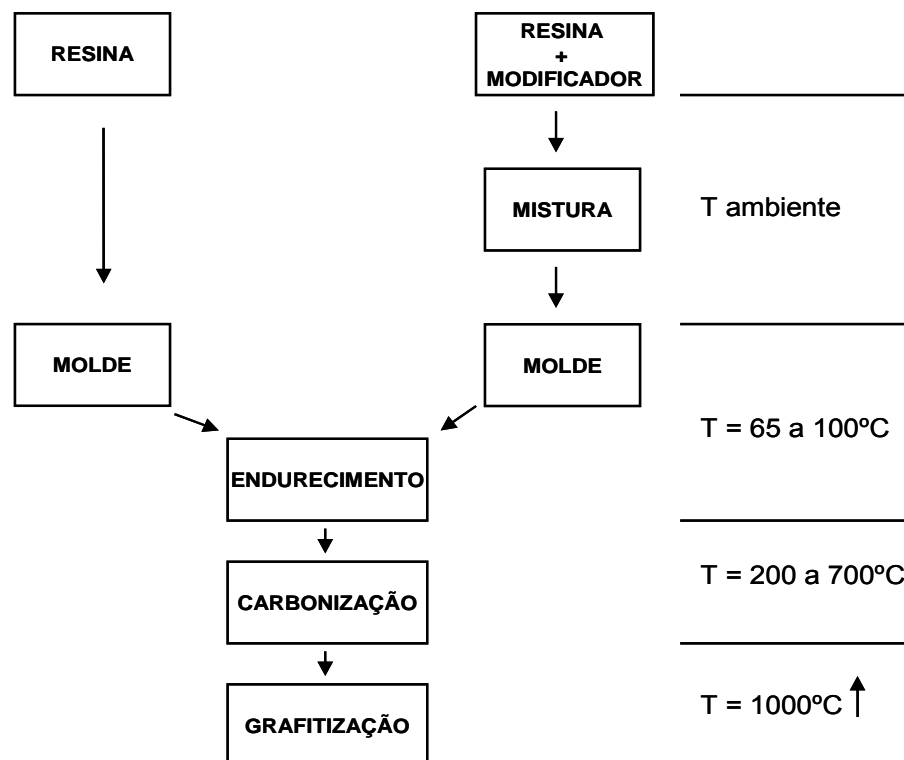 RESINA
RESINA
+
MODIFICADOR
MISTURA
T ambiente
MOLDE
MOLDE
T = 65 a 100ºC
ENDURECIMENTO
T = 200 a 700ºC
CARBONIZAÇÃO
T = 1000ºC
GRAFITIZAÇÃO